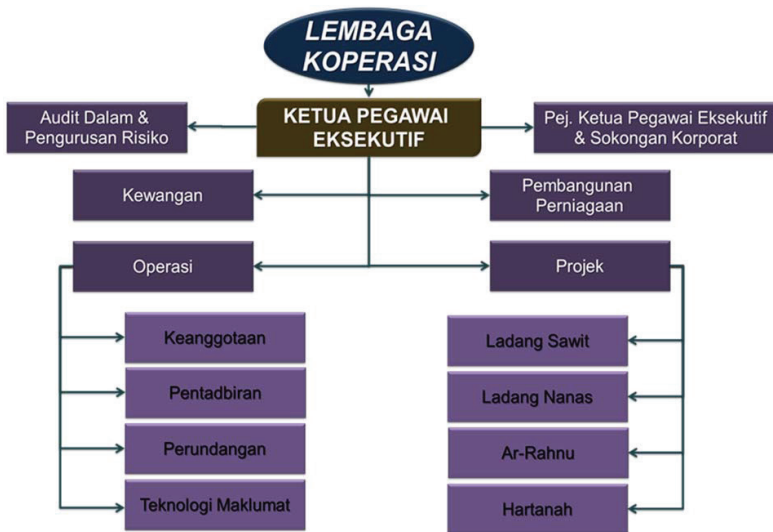 LEMBAGA
KOPERASI
Audit Dalam &
Pengurusan Risiko
KETUA PEGAWAI
EKSEKUTIF
Pej. Ketua Pegawai Eksekutif
& Sokongan Korporat
Kewangan
Pembangunan
Perniagaan
Operasi
Projek
Keanggotaan
Pentadbiran
Perundangan
Teknologi Maklumat
Ladang Sawit
Ladang Nanas
Ar-Rahnu
Hartanah